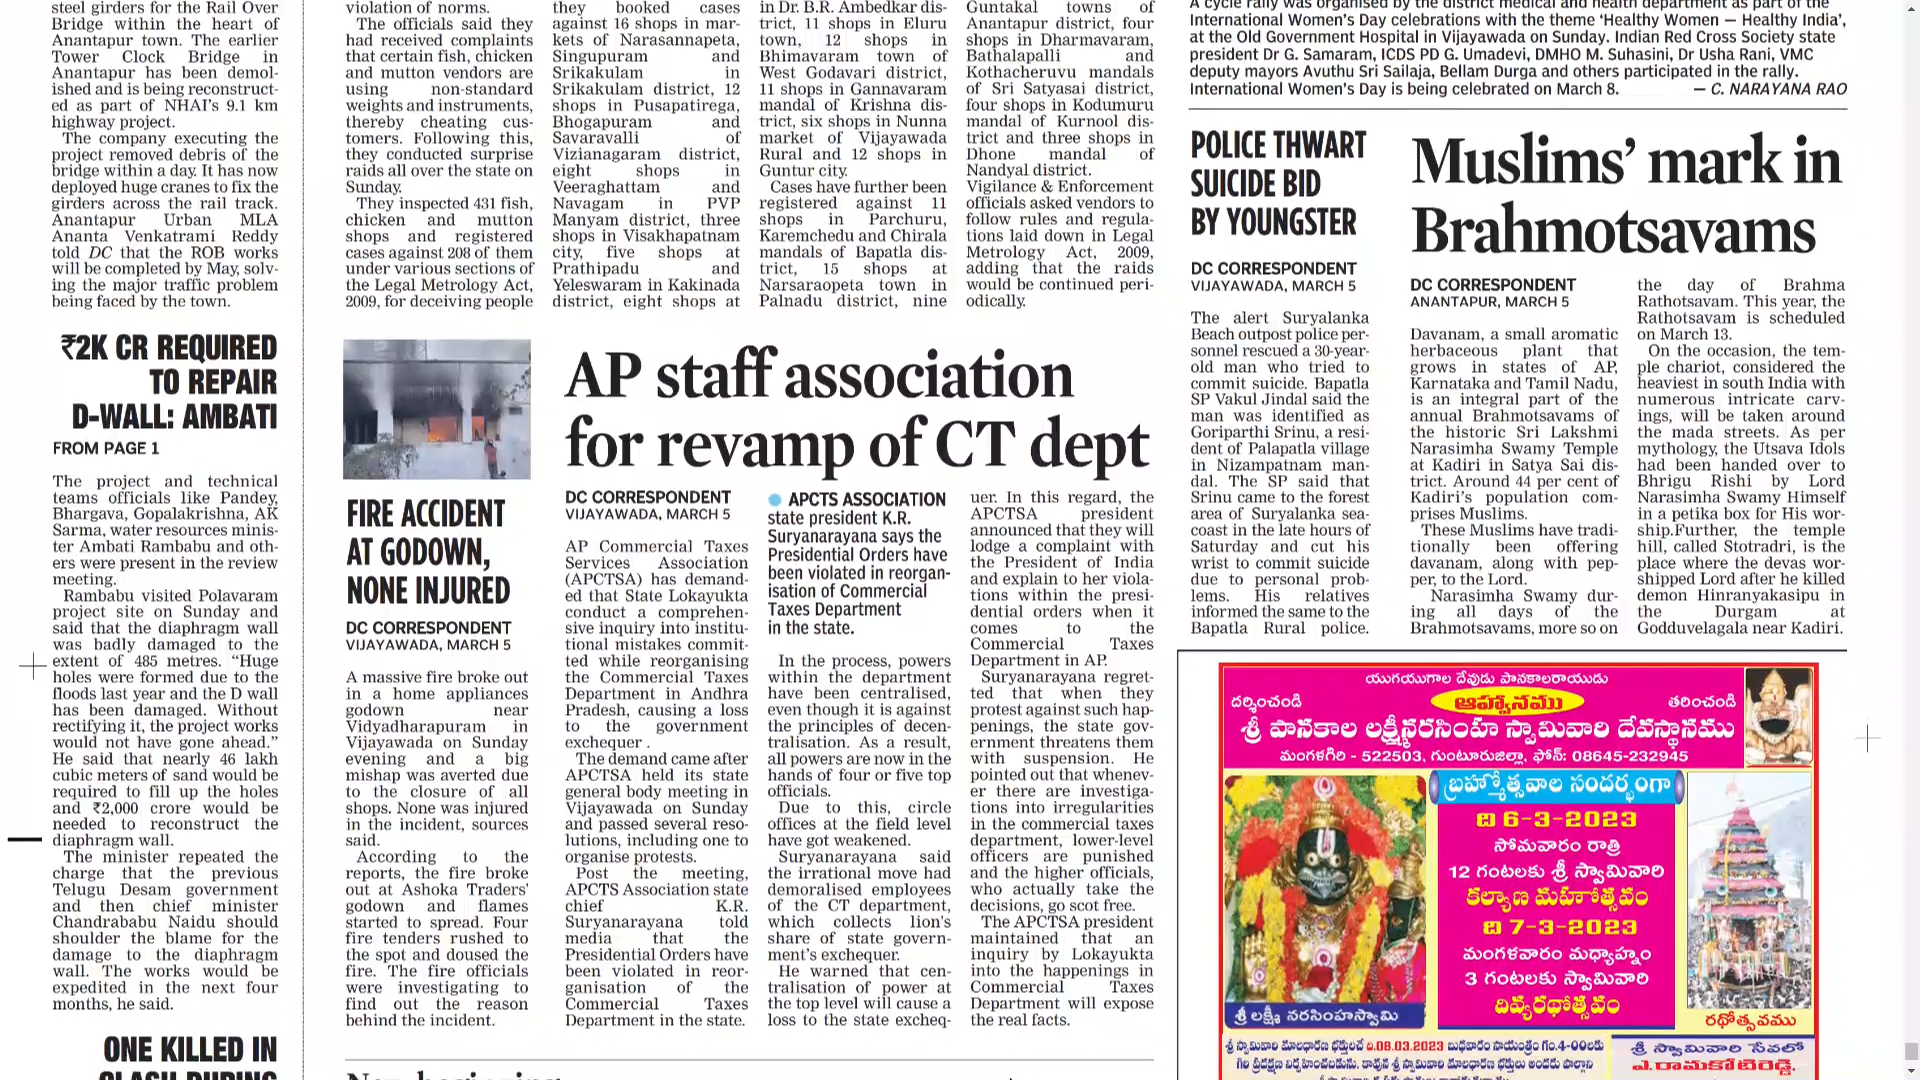 steel girders for the Rail Over
Bridge within the heart of
Anantapur town. The earlier
Tower Clock Bridge in
Anantapur has been demol-
ished and is being reconstruct-
ed as part of NHAI's 9.1 km
highway project.
The company executing the
project removed debris of the
bridge within a day. It has now
deployed huge cranes to fix the
girders across the rail track.
Anantapur Urban MLA
Ananta Venkatrami Reddy
told DC that the ROB works
will be completed by May, solv-
ing the major traffic problem
being faced by the town.
₹2K CR REQUIRED
TO REPAIR
D-WALL: AMBATI
FROM PAGE 1
The project and technical
teams officials like Pandey,
Bhargava, Gopalakrishna, AK
Sarma, water resources minis-
ter Ambati Rambabu and oth-
ers were present in the review
meeting.
Rambabu visited Polavaram
project site on Sunday and
said that the diaphragm wall
was badly damaged to the
extent of 485 metres. "Huge
holes were formed due to the
floods last year and the D wall
has been damaged. Without
rectifying it, the project works
would not have gone ahead."
He said that nearly 46 lakh
cubic meters of sand would be
required to fill up the holes
and ₹2,000 crore would be
needed to reconstruct the
diaphragm wall.
The minister repeated the
charge that the previous
Telugu Desam government
and then chief minister
Chandrababu Naidu should
shoulder the blame for the
damage to the diaphragm
wall. The works would be
expedited in the next four
months, he said.
ONE KILLED IN
CLASH DURING
violation of norms.
The officials said they
had received complaints
that certain fish, chicken
and mutton vendors are
using non-standard
weights and instruments,
thereby cheating cus-
tomers. Following this,
they conducted surprise
raids all over the state on
Sunday.
They inspected 431 fish,
chicken and mutton
shops and registered
cases against 208 of them
under various sections of
the Legal Metrology Act,
2009, for deceiving people
they booked cases
against 16 shops in mar-
kets of Narasannapeta,
Singupuram and
Srikakulam in
Srikakulam district, 12
shops in Pusapatirega,
Bhogapuram and
Savaravalli of
Vizianagaram district,
eight shops in
Veeraghattam and
Navagam in PVP
Manyam district, three
shops in Visakhapatnam
city, five shops at
Prathipadu and
Yeleswaram in Kakinada
district, eight shops at
in Dr. B.R. Ambedkar dis-
trict, 11 shops in Eluru
town, 12 shops in
Bhimavaram town of
West Godavari district,
11 shops in Gannavaram
mandal of Krishna dis-
trict, six shops in Nunna
market of Vijayawada
Rural and 12 shops in
Guntur city.
Cases have further been
registered against 11
shops in Parchuru,
Karemchedu and Chirala
mandals of Bapatla dis-
trict, 15 shops at
Narsaraopeta town in
Palnadu district, nine
Guntakal towns of
Anantapur district, four
shops in Dharmavaram,
Bathalapalli and
Kothacheruvu mandals
of Sri Satyasai district,
four shops in Kodumuru
mandal of Kurnool dis-
trict and three shops in
Dhone mandal of
Nandyal district.
Vigilance & Enforcement
officials asked vendors to
follow rules and regula-
tions laid down in Legal
Metrology Act, 2009,
adding that the raids
would be continued peri-
odically.
FIRE ACCIDENT
AT GODOWN,
NONE INJURED
DC CORRESPONDENT
VIJAYAWADA, MARCH 5
A massive fire broke out
in a home appliances
godown near
Vidyadharapuram in
Vijayawada on Sunday
evening and a big
mishap was averted due
to the closure of all
shops. None was injured
in the incident, sources
said.
According to the
reports, the fire broke
out at Ashoka Traders'
godown and flames
started to spread. Four
fire tenders rushed to
the spot and doused the
fire. The fire officials
were investigating to
find out the reason
behind the incident.
AP staff association
for revamp of CT dept
DC CORRESPONDENT
VIJAYAWADA, MARCH 5
AP Commercial Taxes
Services Association
(APCTSA) has demand-
ed that State Lokayukta
conduct a comprehen-
sive inquiry into institu-
tional mistakes commit-
ted while reorganising
the Commercial Taxes
Department in Andhra
Pradesh, causing a loss
to the government
exchequer .
The demand came after
APCTSA held its state
general body meeting in
Vijayawada on Sunday
and passed several reso-
lutions, including one to
organise protests.
Post the meeting,
APCTS Association state
chief K.R.
Suryanarayana told
media that the
Presidential Orders have
been violated in reor-
ganisation of the
Commercial Taxes
Department in the state.
APCTS ASSOCIATION
state president K.R.
Suryanarayana says the
Presidential Orders have
been violated in reorgan-
isation of Commercial
Taxes Department
in the state.
In the process, powers
within the department
have been centralised,
even though it is against
the principles of decen-
tralisation. As a result,
all powers are now in the
hands of four or five top
officials.
Due to this, circle
offices at the field level
have got weakened.
Suryanarayana said
the irrational move had
demoralised employees
of the CT department,
which collects lion's
share of state govern-
ment's exchequer.
He warned that cen-
tralisation of power at
the top level will cause a
loss to the state excheq-
uer. In this regard, the
APCTSA president
announced that they will
lodge a complaint with
the President of India
and explain to her viola-
tions within the presi-
dential orders when it
comes to the
Commercial Taxes
Department in AP.
Suryanarayana regret-
ted that when they
protest against such hap-
penings, the state gov-
ernment threatens them
with suspension. He
pointed out that whenev-
er there are investiga-
tions into irregularities
in the commercial taxes
department, lower-level
officers are punished
and the higher officials,
who actually take the
decisions, go scot free.
The APCTSA president
maintained that an
inquiry by Lokayukta
into the happenings in
Commercial Taxes
Department will expose
the real facts.
A cycle rally was organised by the district medical and health department as part of the
International Women's Day celebrations with the theme 'Healthy Women — Healthy India',
at the Old Government Hospital in Vijayawada on Sunday. Indian Red Cross Society state
president Dr G. Samaram, ICDS PD G. Umadevi, DMHO M. Suhasini, Dr Usha Rani, VMC
deputy mayors Avuthu Sri Sailaja, Bellam Durga and others participated in the rally.
International Women's Day is being celebrated on March 8. — C. NARAYANA RAO
POLICE THWART
SUICIDE BID
BY YOUNGSTER
DC CORRESPONDENT
VIJAYAWADA, MARCH 5
The alert Suryalanka
Beach outpost police per-
sonnel rescued a 30-year-
old man who tried to
commit suicide. Bapatla
SP Vakul Jindal said the
man was identified as
Goriparthi Srinu, a resi-
dent of Palapatla village
in Nizampatnam man-
dal. The SP said that
Srinu came to the forest
area of Suryalanka sea-
coast in the late hours of
Saturday and cut his
wrist to commit suicide
due to personal prob-
lems. His relatives
informed the same to the
Bapatla Rural police.
Muslims' mark in
Brahmotsavams
DC CORRESPONDENT
ANANTAPUR, MARCH 5
Davanam, a small aromatic
herbaceous plant that
grows in states of AP,
Karnataka and Tamil Nadu,
is an integral part of the
annual Brahmotsavams of
the historic Sri Lakshmi
Narasimha Swamy Temple
at Kadiri in Satya Sai dis-
trict. Around 44 per cent of
Kadiri's population com-
prises Muslims.
These Muslims have tradi-
tionally been offering
davanam, along with pep-
per, to the Lord.
Narasimha Swamy dur-
ing all days of the
Brahmotsavams, more so on
the day of Brahma
Rathotsavam. This year, the
Rathotsavam is scheduled
on March 13.
On the occasion, the tem-
ple chariot, considered the
heaviest in south India with
numerous intricate carv-
ings, will be taken around
the mada streets. As per
mythology, the Utsava Idols
had been handed over to
Bhrigu Rishi by Lord
Narasimha Swamy Himself
in a petika box for His wor-
ship.Further, the temple
hill, called Stotradri, is the
place where the devas wor-
shipped Lord after he killed
demon Hinranyakasipu in
the Durgam at
Godduvelagala near Kadiri.
యుగయుగాల దేవుడు పానకాలరాయుడు
దర్శించండి ఆహ్వానము తరించండి
శ్రీ పానకాల లక్ష్మీనరసింహ స్వామివారి దేవస్థానము
మంగళగిరి - 522503, గుంటూరుజిల్లా, ఫోన్: 08645-232945
బ్రహ్మోత్సవాల సందర్భంగా
ది 6-3-2023
సోమవారం రాత్రి
12 గంటలకు శ్రీ స్వామివారి
కల్యాణ మహోత్సవం
ది 7-3-2023
మంగళవారం మధ్యాహ్నం
3 గంటలకు స్వామివారి
దివ్యరథోత్సవం
శ్రీ లక్ష్మీ నరసింహస్వామి
రథోత్సవము
శ్రీ స్వామివారి మాలధారణ భక్తులచే ది.08.03.2023 బుధవారం సాయంత్రం గం.4-00లకు
గిరి ప్రదక్షిణ నిర్వహించబడును. కావున శ్రీ స్వామివారి మాలధారణ భక్తులు అందరు పాల్గొని
శ్రీ స్వామివారి సేవలో
ఎ.రామకోటిరెడ్డి.